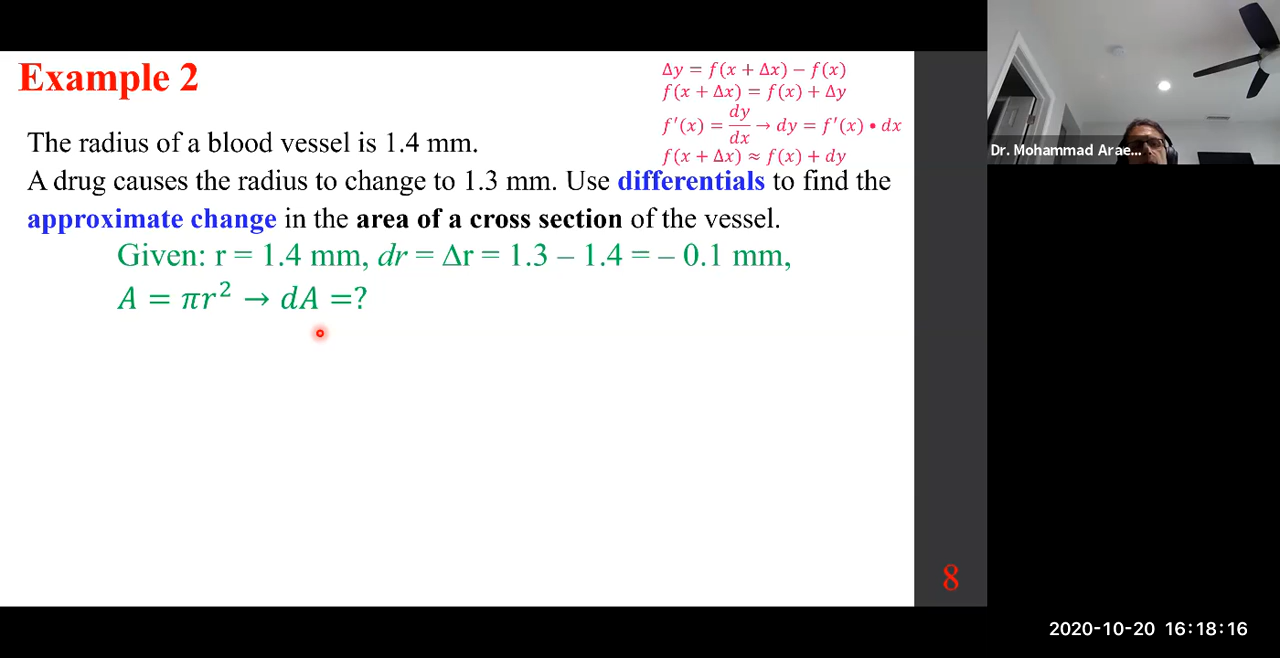 Example 2
Δy = f(x + Δx) − f(x)
f(x + Δx) = f(x) + Δy
f'(x) = dy/dx → dy = f'(x) • dx
f(x + Δx) ≈ f(x) + dy
The radius of a blood vessel is 1.4 mm.
A drug causes the radius to change to 1.3 mm. Use differentials to find the
approximate change in the area of a cross section of the vessel.
Given: r = 1.4 mm, dr = Δr = 1.3 – 1.4 = – 0.1 mm,
A = πr² → dA =?
8
Dr. Mohammad Arae...
2020-10-20 16:18:16